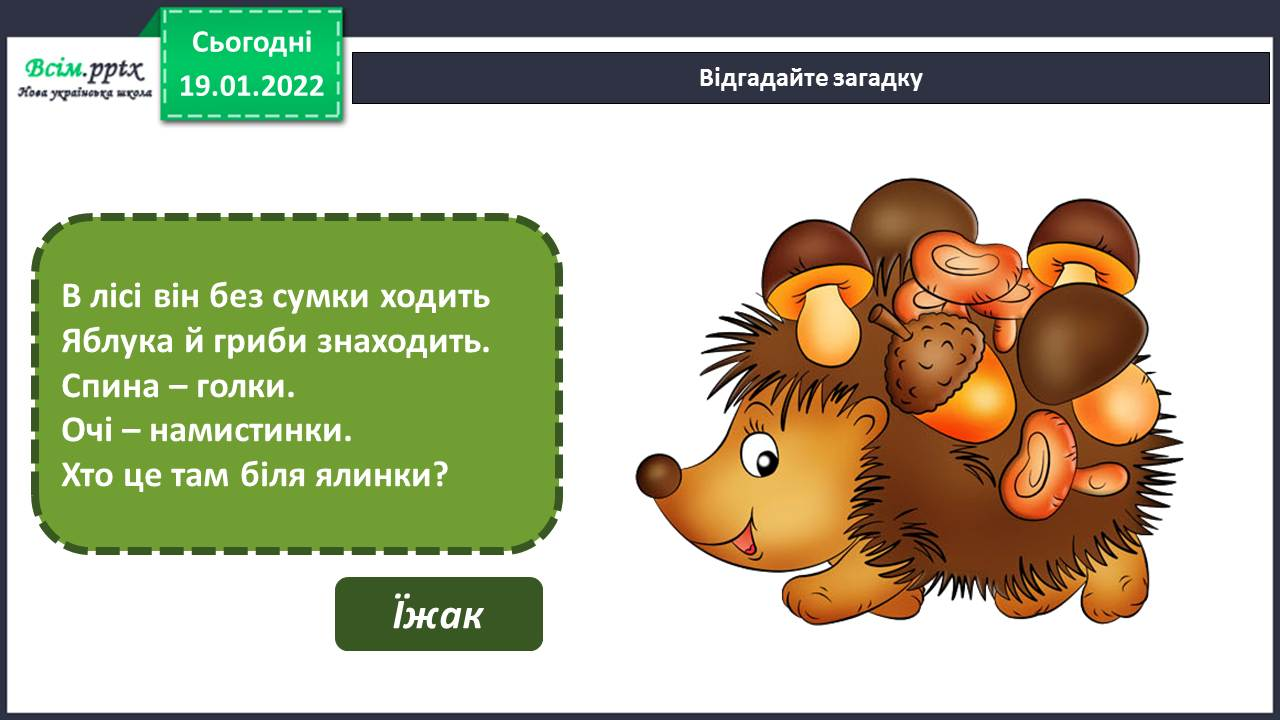 Всім.pptx
Нова українська школа
Сьогодні
19.01.2022
Відгадайте загадку
В лісі він без сумки ходить
Яблука й гриби знаходить.
Спина – голки.
Очі – намистинки.
Хто це там біля ялинки?
Їжак